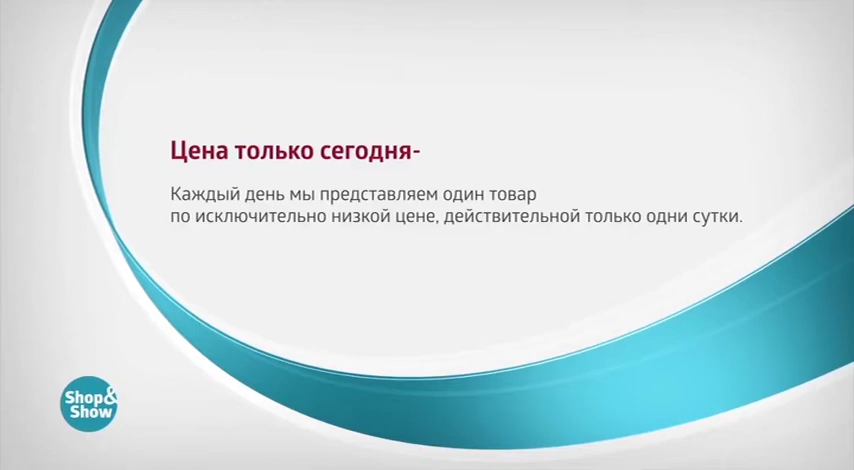 Цена только сегодня-
Каждый день мы представляем один товар
по исключительно низкой цене, действительной только одни сутки.
Shop&
Show